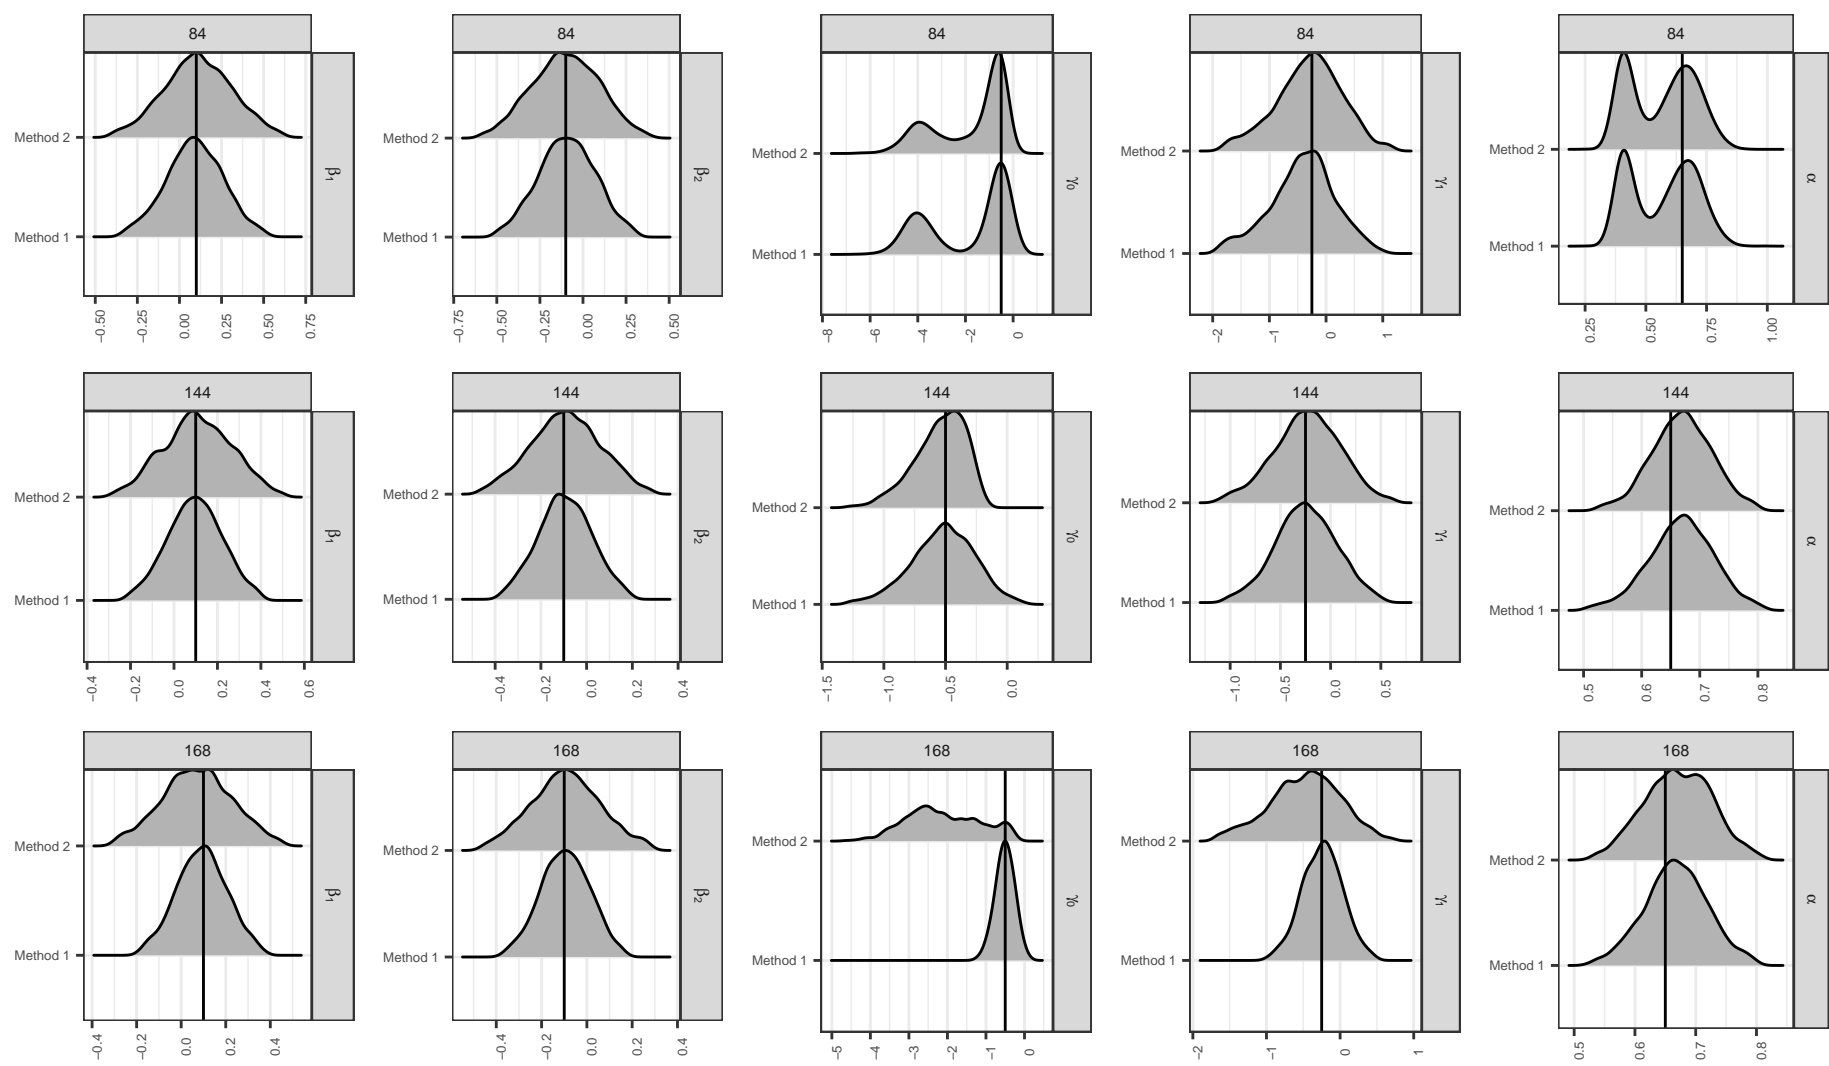 84
Method 2
Method 1
β1
−0.50
−0.25
0.00
0.25
0.50
0.75
84
Method 2
Method 1
β2
−0.75
−0.50
−0.25
0.00
0.25
0.50
84
Method 2
Method 1
γ0
−8
−6
−4
−2
0
84
Method 2
Method 1
γ1
−2
−1
0
1
84
Method 2
Method 1
α
0.25
0.50
0.75
1.00
144
Method 2
Method 1
β1
−0.4
−0.2
0.0
0.2
0.4
0.6
144
Method 2
Method 1
β2
−0.4
−0.2
0.0
0.2
0.4
144
Method 2
Method 1
γ0
−1.5
−1.0
−0.5
0.0
144
Method 2
Method 1
γ1
−1.0
−0.5
0.0
0.5
144
Method 2
Method 1
α
0.5
0.6
0.7
0.8
168
Method 2
Method 1
β1
−0.4
−0.2
0.0
0.2
0.4
168
Method 2
Method 1
β2
−0.4
−0.2
0.0
0.2
0.4
168
Method 2
Method 1
γ0
−5
−4
−3
−2
−1
0
168
Method 2
Method 1
γ1
−2
−1
0
1
168
Method 2
Method 1
α
0.5
0.6
0.7
0.8